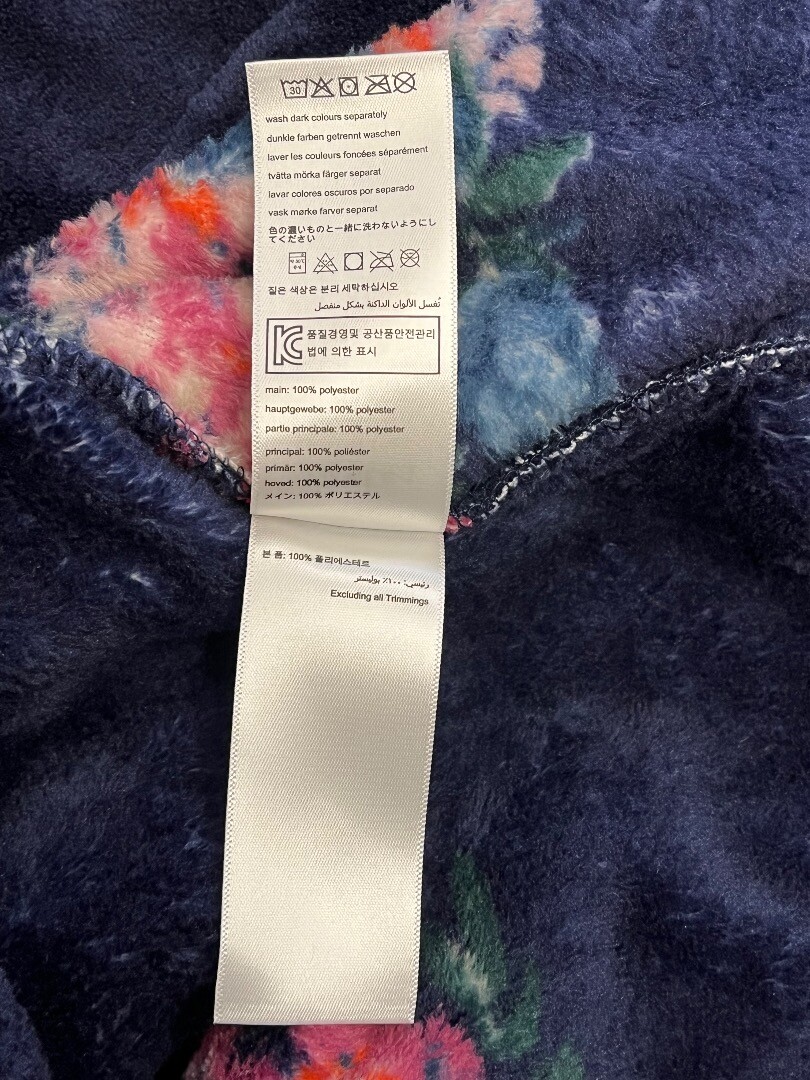 30
wash dark colours separately
dunkle farben getrennt waschen
laver les couleurs foncées séparément
tvätta mörka färger separat
lavar colores oscuros por separado
vask mørke farver separat
色の濃いものと一緒に洗わないようにし
てください
짙은 색상은 분리 세탁하십시오
تُغسل الألوان الداكنة بشكل منفصل
품질경영및 공산품안전관리
법에 의한 표시
main: 100% polyester
hauptgewebe: 100% polyester
partie principale: 100% polyester
principal: 100% poliéster
primär: 100% polyester
hoved: 100% polyester
メイン: 100% ポリエステル
본 품: 100% 폴리에스테르
رئيسي: ١٠٠٪ بوليستر
Excluding all Trimmings